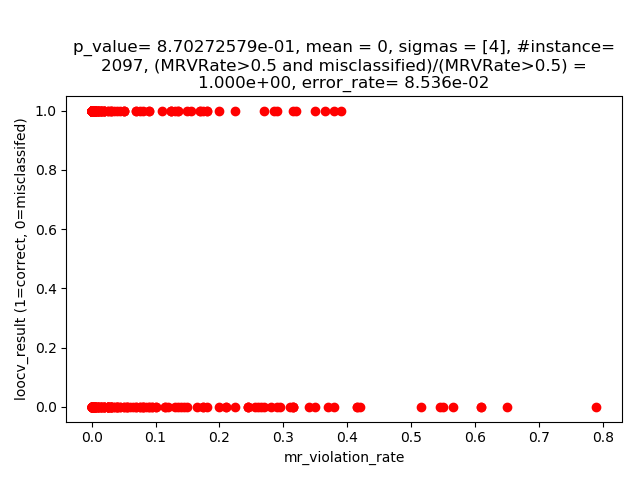 p_value= 8.70272579e-01, mean = 0, sigmas = [4], #instance=
2097, (MRVRate>0.5 and misclassified)/(MRVRate>0.5) =
1.000e+00, error_rate= 8.536e-02
1.0
0.8
0.6
0.4
0.2
0.0
loocv_result (1=correct, 0=misclassifed)
0.0 0.1 0.2 0.3 0.4 0.5 0.6 0.7 0.8
mr_violation_rate